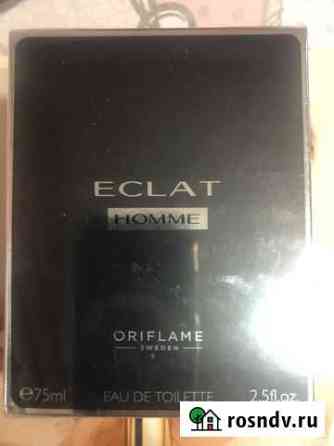 ECLAT
HOMME
ORIFLAME
SWEDEN
℮75ml EAU DE TOILETTE 2.5fl oz
rosndv.ru